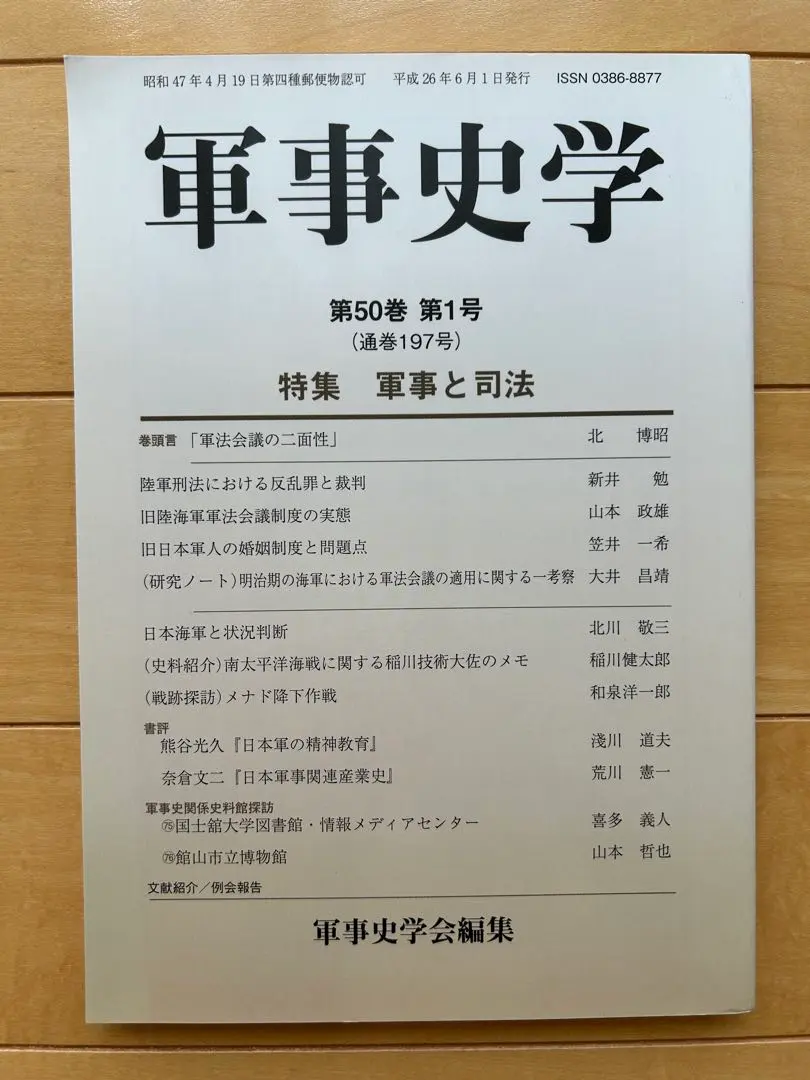 昭和47年4月19日第四種郵便物認可 平成26年6月1日発行 ISSN 0386-8877
軍事史学
第50巻 第1号
（通巻197号）
特集 軍事と司法
巻頭言「軍法会議の二面性」 北 博昭
陸軍刑法における反乱罪と裁判 新井 勉
旧陸海軍軍法会議制度の実態 山本 政雄
旧日本軍人の婚姻制度と問題点 笠井 一希
（研究ノート）明治期の海軍における軍法会議の適用に関する一考察 大井 昌靖
日本海軍と状況判断 北川 敬三
（史料紹介）南太平洋海戦に関する稲川技術大佐のメモ 稲川健太郎
（戦跡探訪）メナド降下作戦 和泉洋一郎
書評
熊谷光久『日本軍の精神教育』 淺川 道夫
奈倉文二『日本軍事関連産業史』 荒川 憲一
軍事史関係史料館探訪
㊄国士舘大学図書館・情報メディアセンター 喜多 義人
館山市立博物館 山本 哲也
文献紹介／例会報告
軍事史学会編集